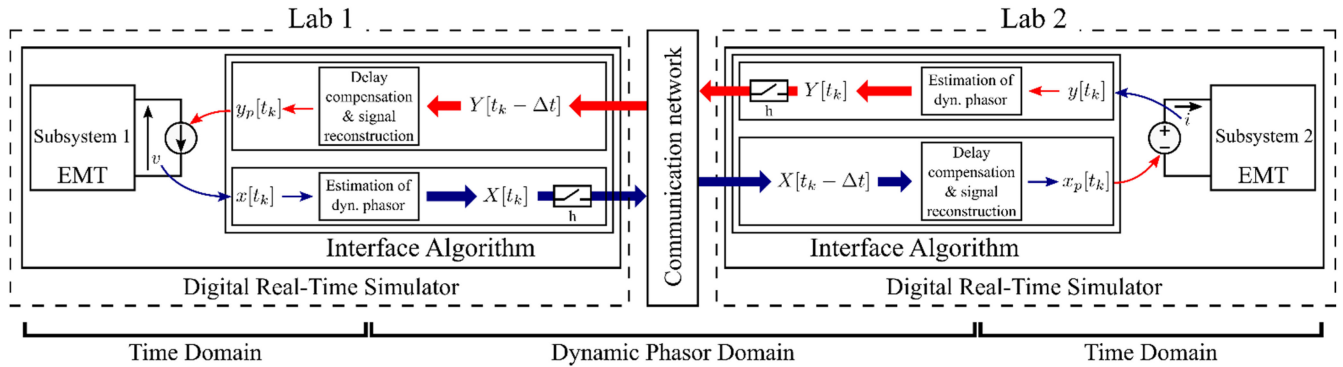 Lab 1
Lab 2
Subsystem 1
EMT
v
y_p[t_k]
Delay
compensation
& signal
reconstruction
Y[t_k − Δt]
x[t_k]
Estimation of
dyn. phasor
X[t_k]
h
Interface Algorithm
Digital Real-Time Simulator
Communication network
h
Y[t_k]
Estimation of
dyn. phasor
y[t_k]
X[t_k − Δt]
Delay
compensation
& signal
reconstruction
x_p[t_k]
i
+
−
Subsystem 2
EMT
Interface Algorithm
Digital Real-Time Simulator
Time Domain
Dynamic Phasor Domain
Time Domain